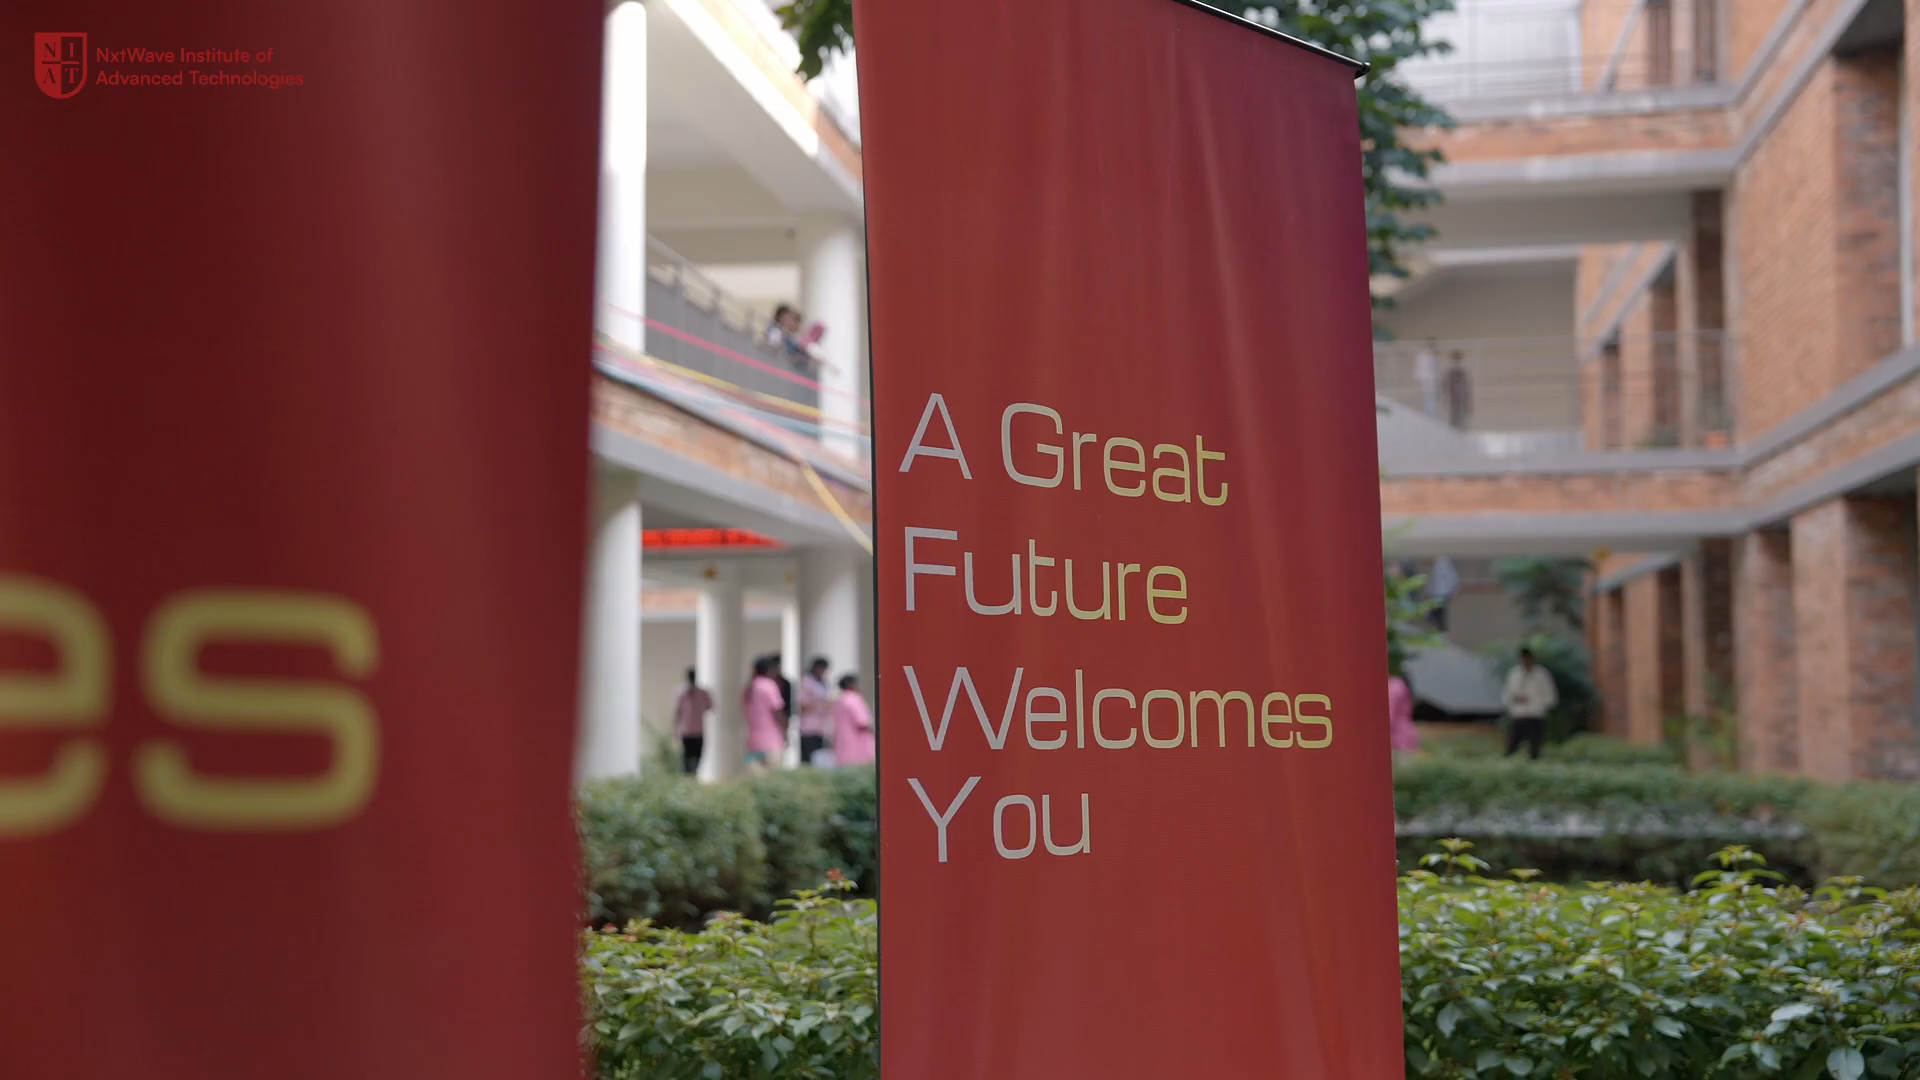 NIAT
NxtWave Institute of
Advanced Technologies
es
A Great
Future
Welcomes
You